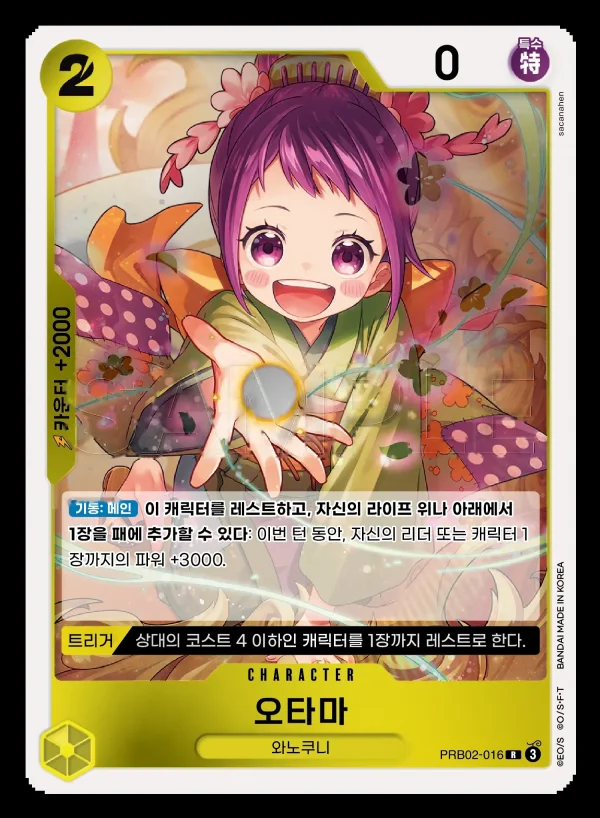 2
0
특수
特
sacanahen
카운터 +2000
SAMPLE
기동: 메인 이 캐릭터를 레스트하고, 자신의 라이프 위나 아래에서
1장을 패에 추가할 수 있다: 이번 턴 동안, 자신의 리더 또는 캐릭터 1
장까지의 파워 +3000.
트리거 상대의 코스트 4 이하인 캐릭터를 1장까지 레스트로 한다.
CHARACTER
오타마
와노쿠니
PRB02-016 R 3
©EO/S ©O/S·F·T BANDAI MADE IN KOREA